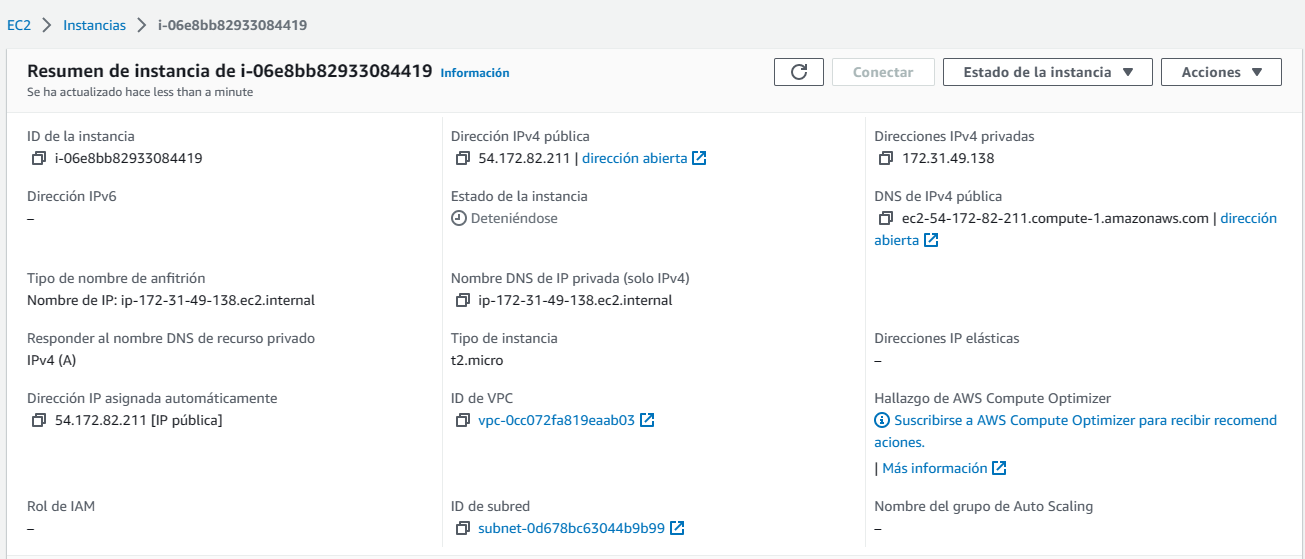 EC2 > Instancias > i-06e8bb82933084419
Resumen de instancia de i-06e8bb82933084419 Información
Se ha actualizado hace less than a minute
Conectar
Estado de la instancia ▼
Acciones ▼
ID de la instancia
i-06e8bb82933084419
Dirección IPv4 pública
54.172.82.211 | dirección abierta
Direcciones IPv4 privadas
172.31.49.138
Dirección IPv6
–
Estado de la instancia
Deteniéndose
DNS de IPv4 pública
ec2-54-172-82-211.compute-1.amazonaws.com | dirección
abierta
Tipo de nombre de anfitrión
Nombre de IP: ip-172-31-49-138.ec2.internal
Nombre DNS de IP privada (solo IPv4)
ip-172-31-49-138.ec2.internal
Responder al nombre DNS de recurso privado
IPv4 (A)
Tipo de instancia
t2.micro
Direcciones IP elásticas
–
Dirección IP asignada automáticamente
54.172.82.211 [IP pública]
ID de VPC
vpc-0cc072fa819eaab03
Hallazgo de AWS Compute Optimizer
Suscribirse a AWS Compute Optimizer para recibir recomend
aciones.
| Más información
Rol de IAM
–
ID de subred
subnet-0d678bc63044b9b99
Nombre del grupo de Auto Scaling
–